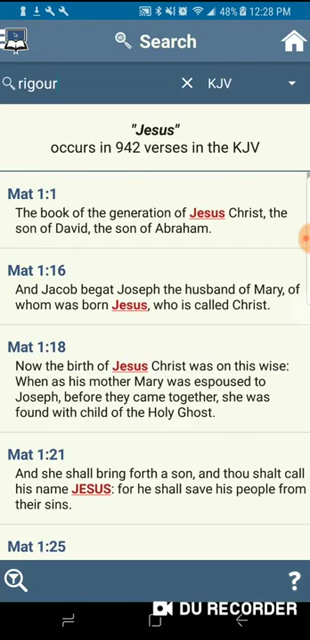 48% 12:28 PM
Search
rigour KJV
"Jesus"
occurs in 942 verses in the KJV
Mat 1:1
The book of the generation of Jesus Christ, the
son of David, the son of Abraham.
Mat 1:16
And Jacob begat Joseph the husband of Mary, of
whom was born Jesus, who is called Christ.
Mat 1:18
Now the birth of Jesus Christ was on this wise:
When as his mother Mary was espoused to
Joseph, before they came together, she was
found with child of the Holy Ghost.
Mat 1:21
And she shall bring forth a son, and thou shalt call
his name JESUS: for he shall save his people from
their sins.
Mat 1:25
?
DU RECORDER